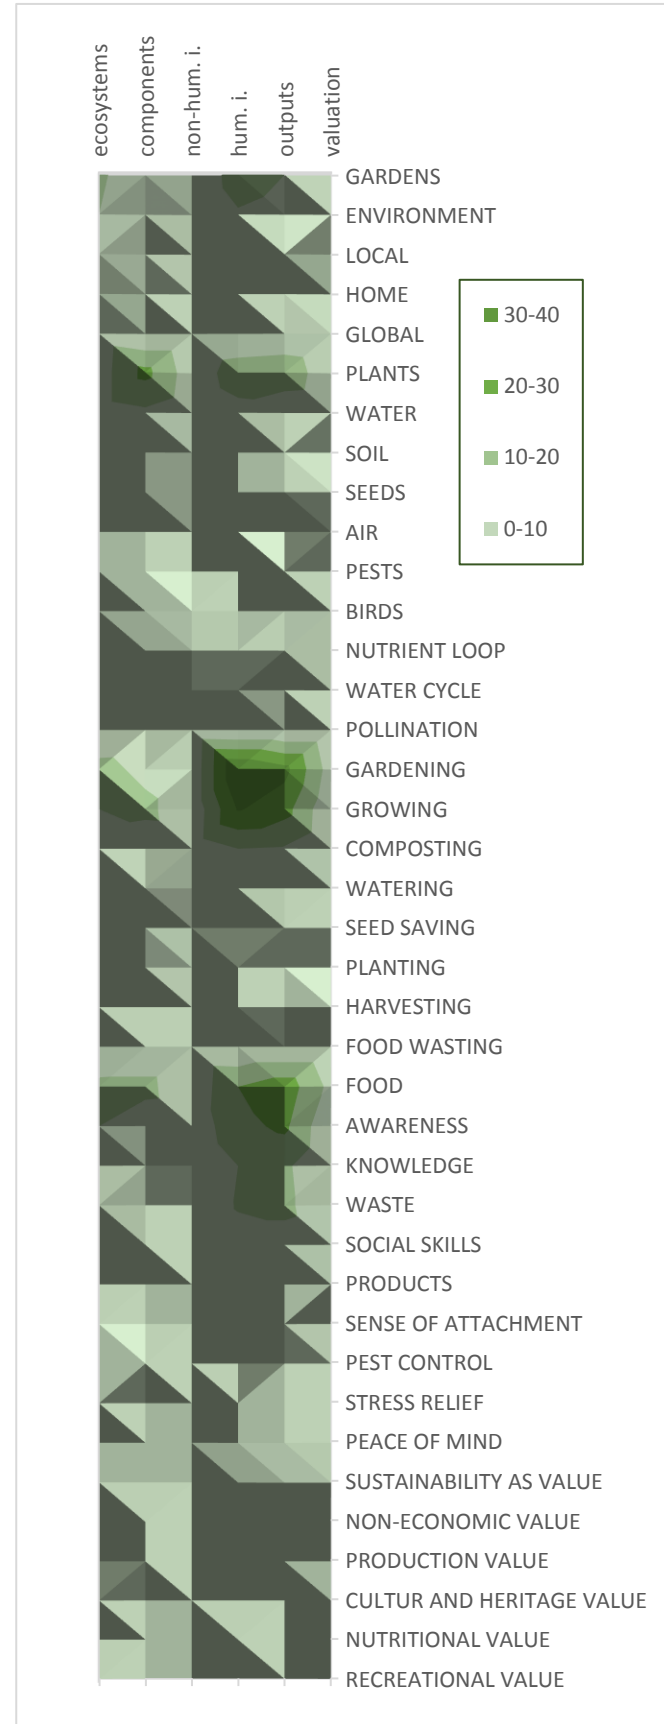 ecosystems
components
non-hum. i.
hum. i.
outputs
valuation
GARDENS
ENVIRONMENT
LOCAL
HOME
GLOBAL
PLANTS
WATER
SOIL
SEEDS
AIR
PESTS
BIRDS
NUTRIENT LOOP
WATER CYCLE
POLLINATION
GARDENING
GROWING
COMPOSTING
WATERING
SEED SAVING
PLANTING
HARVESTING
FOOD WASTING
FOOD
AWARENESS
KNOWLEDGE
WASTE
SOCIAL SKILLS
PRODUCTS
SENSE OF ATTACHMENT
PEST CONTROL
STRESS RELIEF
PEACE OF MIND
SUSTAINABILITY AS VALUE
NON-ECONOMIC VALUE
PRODUCTION VALUE
CULTUR AND HERITAGE VALUE
NUTRITIONAL VALUE
RECREATIONAL VALUE
30-40
20-30
10-20
0-10